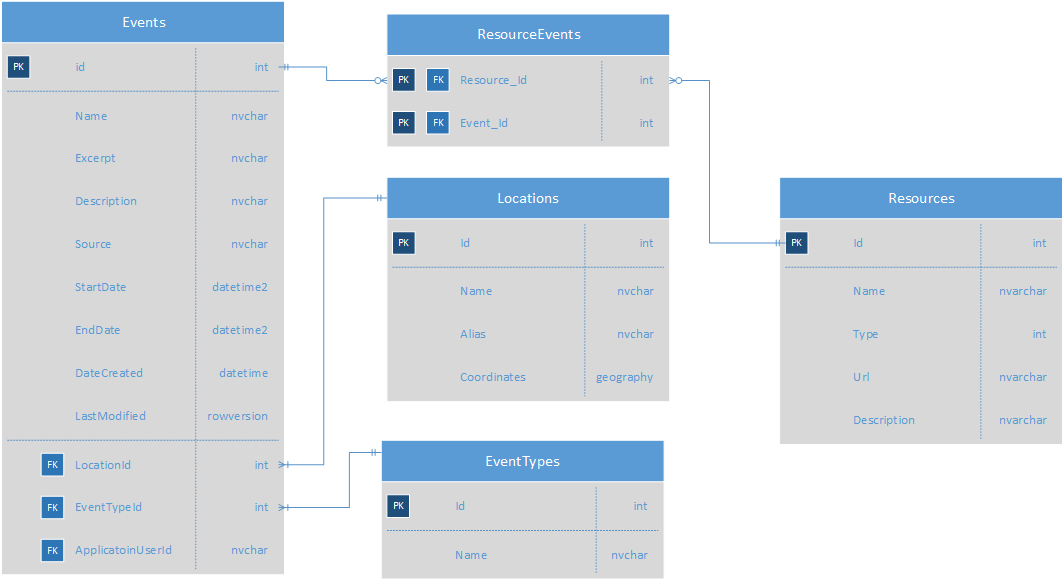 Events
PK id int
Name nvchar
Excerpt nvchar
Description nvchar
Source nvchar
StartDate datetime2
EndDate datetime2
DateCreated datetime
LastModified rowversion
FK LocationId int
FK EventTypeId int
FK ApplicatoinUserId nvchar
ResourceEvents
PK FK Resource_Id int
PK FK Event_Id int
Locations
PK Id int
Name nvchar
Alias nvchar
Coordinates geography
EventTypes
PK Id int
Name nvchar
Resources
PK Id int
Name nvarchar
Type int
Url nvarchar
Description nvarchar